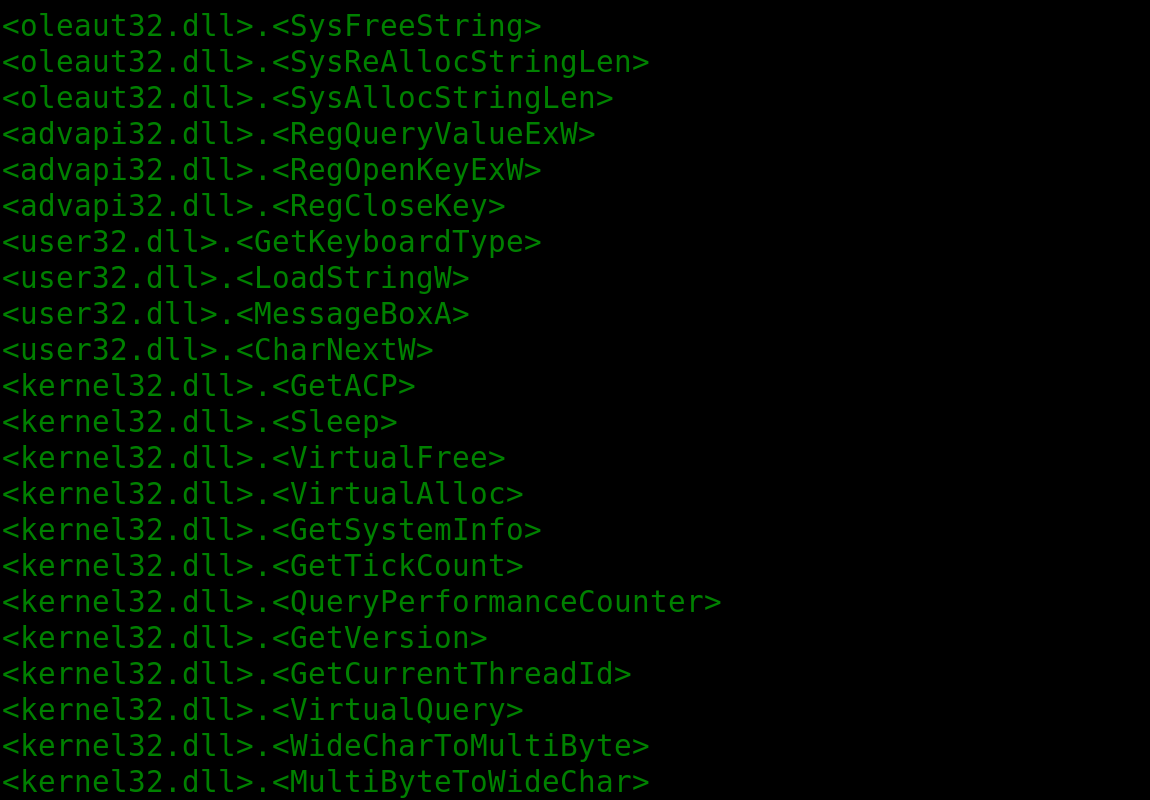 <oleaut32.dll>.<SysFreeString>
<oleaut32.dll>.<SysReAllocStringLen>
<oleaut32.dll>.<SysAllocStringLen>
<advapi32.dll>.<RegQueryValueExW>
<advapi32.dll>.<RegOpenKeyExW>
<advapi32.dll>.<RegCloseKey>
<user32.dll>.<GetKeyboardType>
<user32.dll>.<LoadStringW>
<user32.dll>.<MessageBoxA>
<user32.dll>.<CharNextW>
<kernel32.dll>.<GetACP>
<kernel32.dll>.<Sleep>
<kernel32.dll>.<VirtualFree>
<kernel32.dll>.<VirtualAlloc>
<kernel32.dll>.<GetSystemInfo>
<kernel32.dll>.<GetTickCount>
<kernel32.dll>.<QueryPerformanceCounter>
<kernel32.dll>.<GetVersion>
<kernel32.dll>.<GetCurrentThreadId>
<kernel32.dll>.<VirtualQuery>
<kernel32.dll>.<WideCharToMultiByte>
<kernel32.dll>.<MultiByteToWideChar>